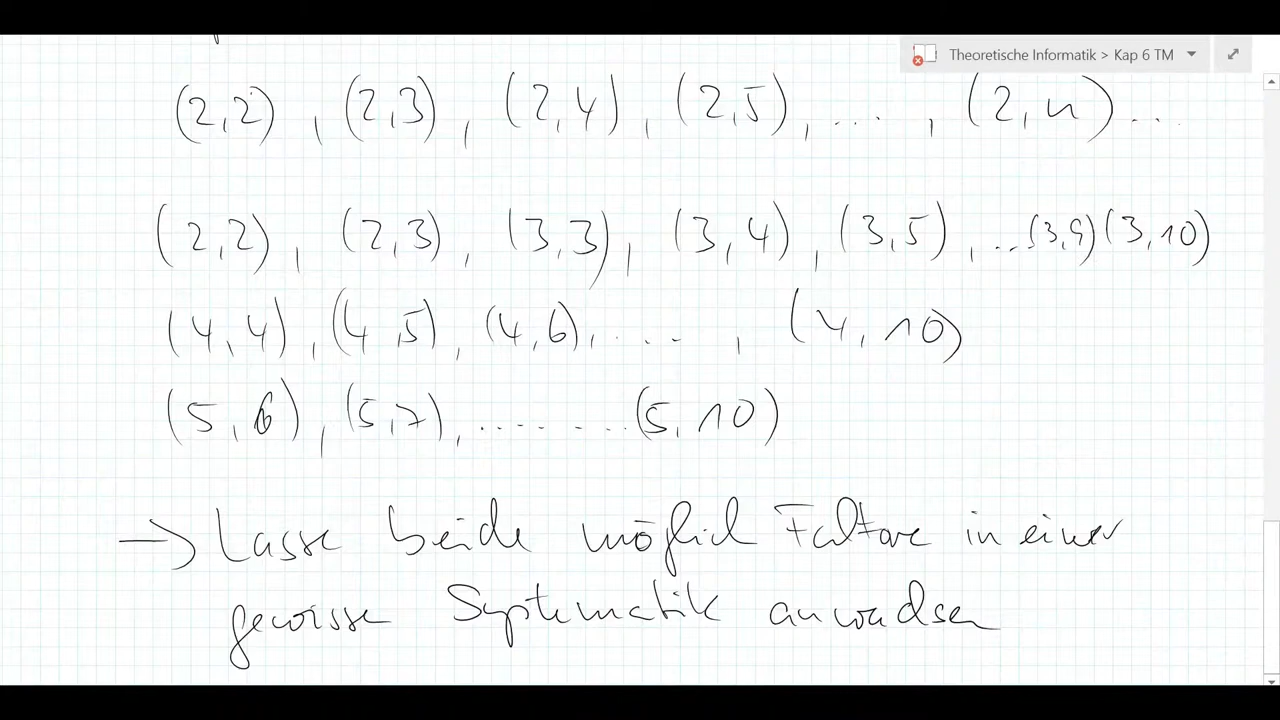 Theoretische Informatik > Kap 6 TM
(2,2), (2,3), (2,4), (2,5), ...., (2,n)...
(2,2), (2,3), (3,3), (3,4), (3,5), ...(3,9)(3,10)
(4,4), (4,5), (4,6), ...., (4,10)
(5,6), (5,7), ........(5,10)
→ Lasse beide möglich Faktore in einer
gewisse Systematik anwachsen